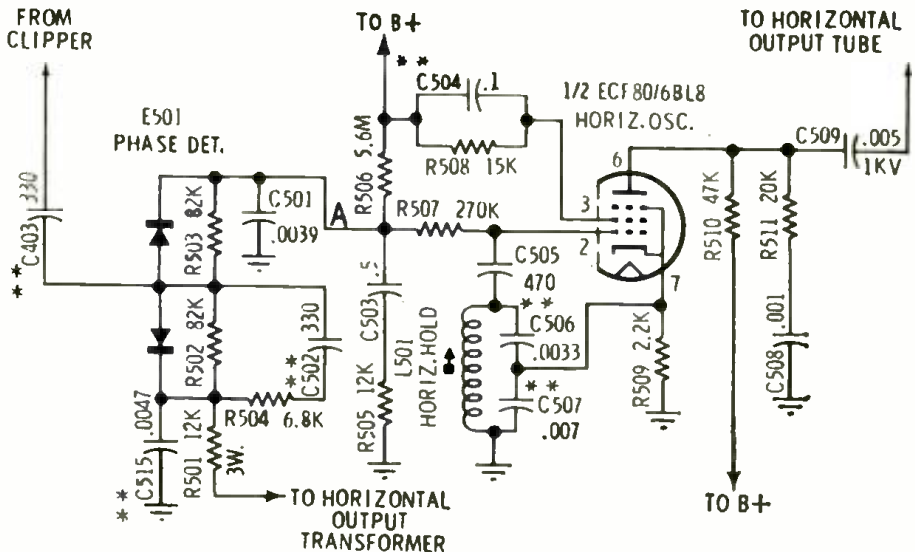 FROM
CLIPPER
TO B+
TO HORIZONTAL
OUTPUT TUBE
**
C504
.1
1/2 ECF80/6BL8
HORIZ. OSC.
E501
PHASE DET.
C509
.005
1KV
6
5.6M
R506
R508 15K
330
C403
**
82K
R503
C501
.0039
A
R507 270K
3
2
7
R510 47K
R511 20K
C505
470
.5
C503
82K
R502
330
C502
**
L501
HORIZ. HOLD
**
C506
.0033
R509 2.2K
.001
C508
R504 6.8K
12K
R505
**
C507
.007
.0047
C515
**
12K
R501
3W.
TO HORIZONTAL
OUTPUT
TRANSFORMER
TO B+